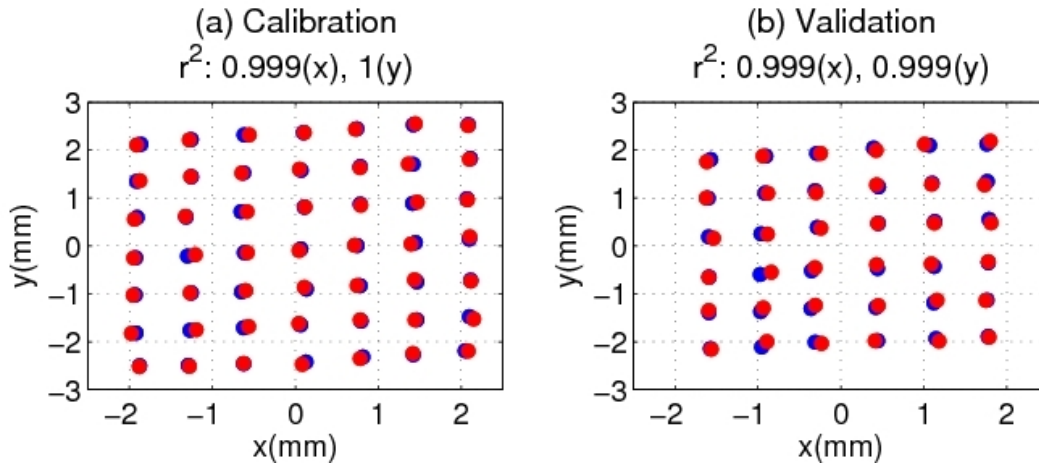 (a) Calibration
r²: 0.999(x), 1(y)
3
2
1
0
−1
−2
−3
y(mm)
−2 −1 0 1 2
x(mm)
(b) Validation
r²: 0.999(x), 0.999(y)
3
2
1
0
−1
−2
−3
y(mm)
−2 −1 0 1 2
x(mm)